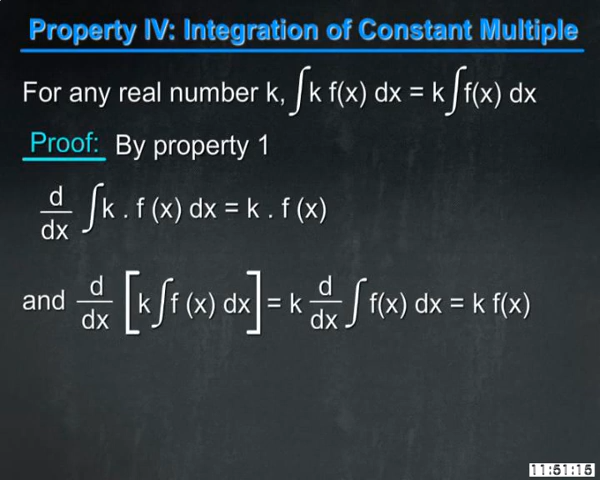 Property IV: Integration of Constant Multiple
For any real number k, ∫k f(x) dx = k∫f(x) dx
Proof: By property 1
d/dx ∫k . f (x) dx = k . f (x)
and d/dx [k∫f (x) dx] = k d/dx ∫f(x) dx = k f(x)
11:51:15